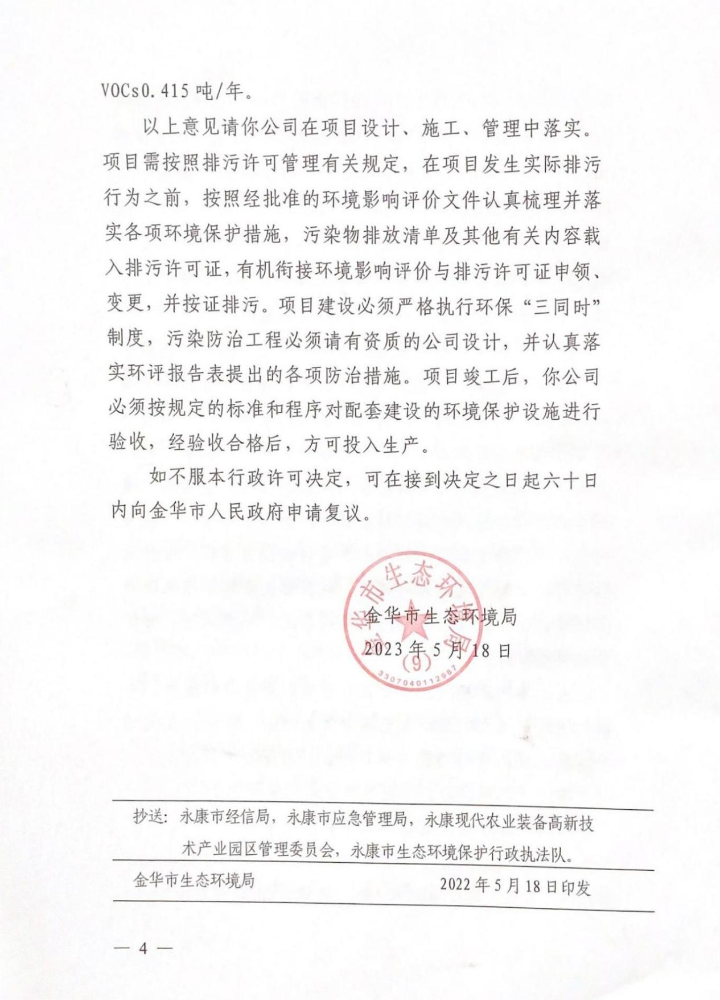 VOCs0.415 吨/年。
以上意见请你公司在项目设计、施工、管理中落实。
项目需按照排污许可管理有关规定，在项目发生实际排污
行为之前，按照经批准的环境影响评价文件认真梳理并落
实各项环境保护措施，污染物排放清单及其他有关内容载
入排污许可证，有机衔接环境影响评价与排污许可证申领、
变更，并按证排污。项目建设必须严格执行环保“三同时”
制度，污染防治工程必须请有资质的公司设计，并认真落
实环评报告表提出的各项防治措施。项目竣工后，你公司
必须按规定的标准和程序对配套建设的环境保护设施进行
验收，经验收合格后，方可投入生产。
如不服本行政许可决定，可在接到决定之日起六十日
内向金华市人民政府申请复议。
金华市生态环境局
金华市生态环境局
2023 年 5 月 18 日
（9）
3307040112987
抄送：永康市经信局，永康市应急管理局，永康现代农业装备高新技
术产业园区管理委员会，永康市生态环境保护行政执法队。
金华市生态环境局 2022 年 5 月 18 日印发
— 4 —